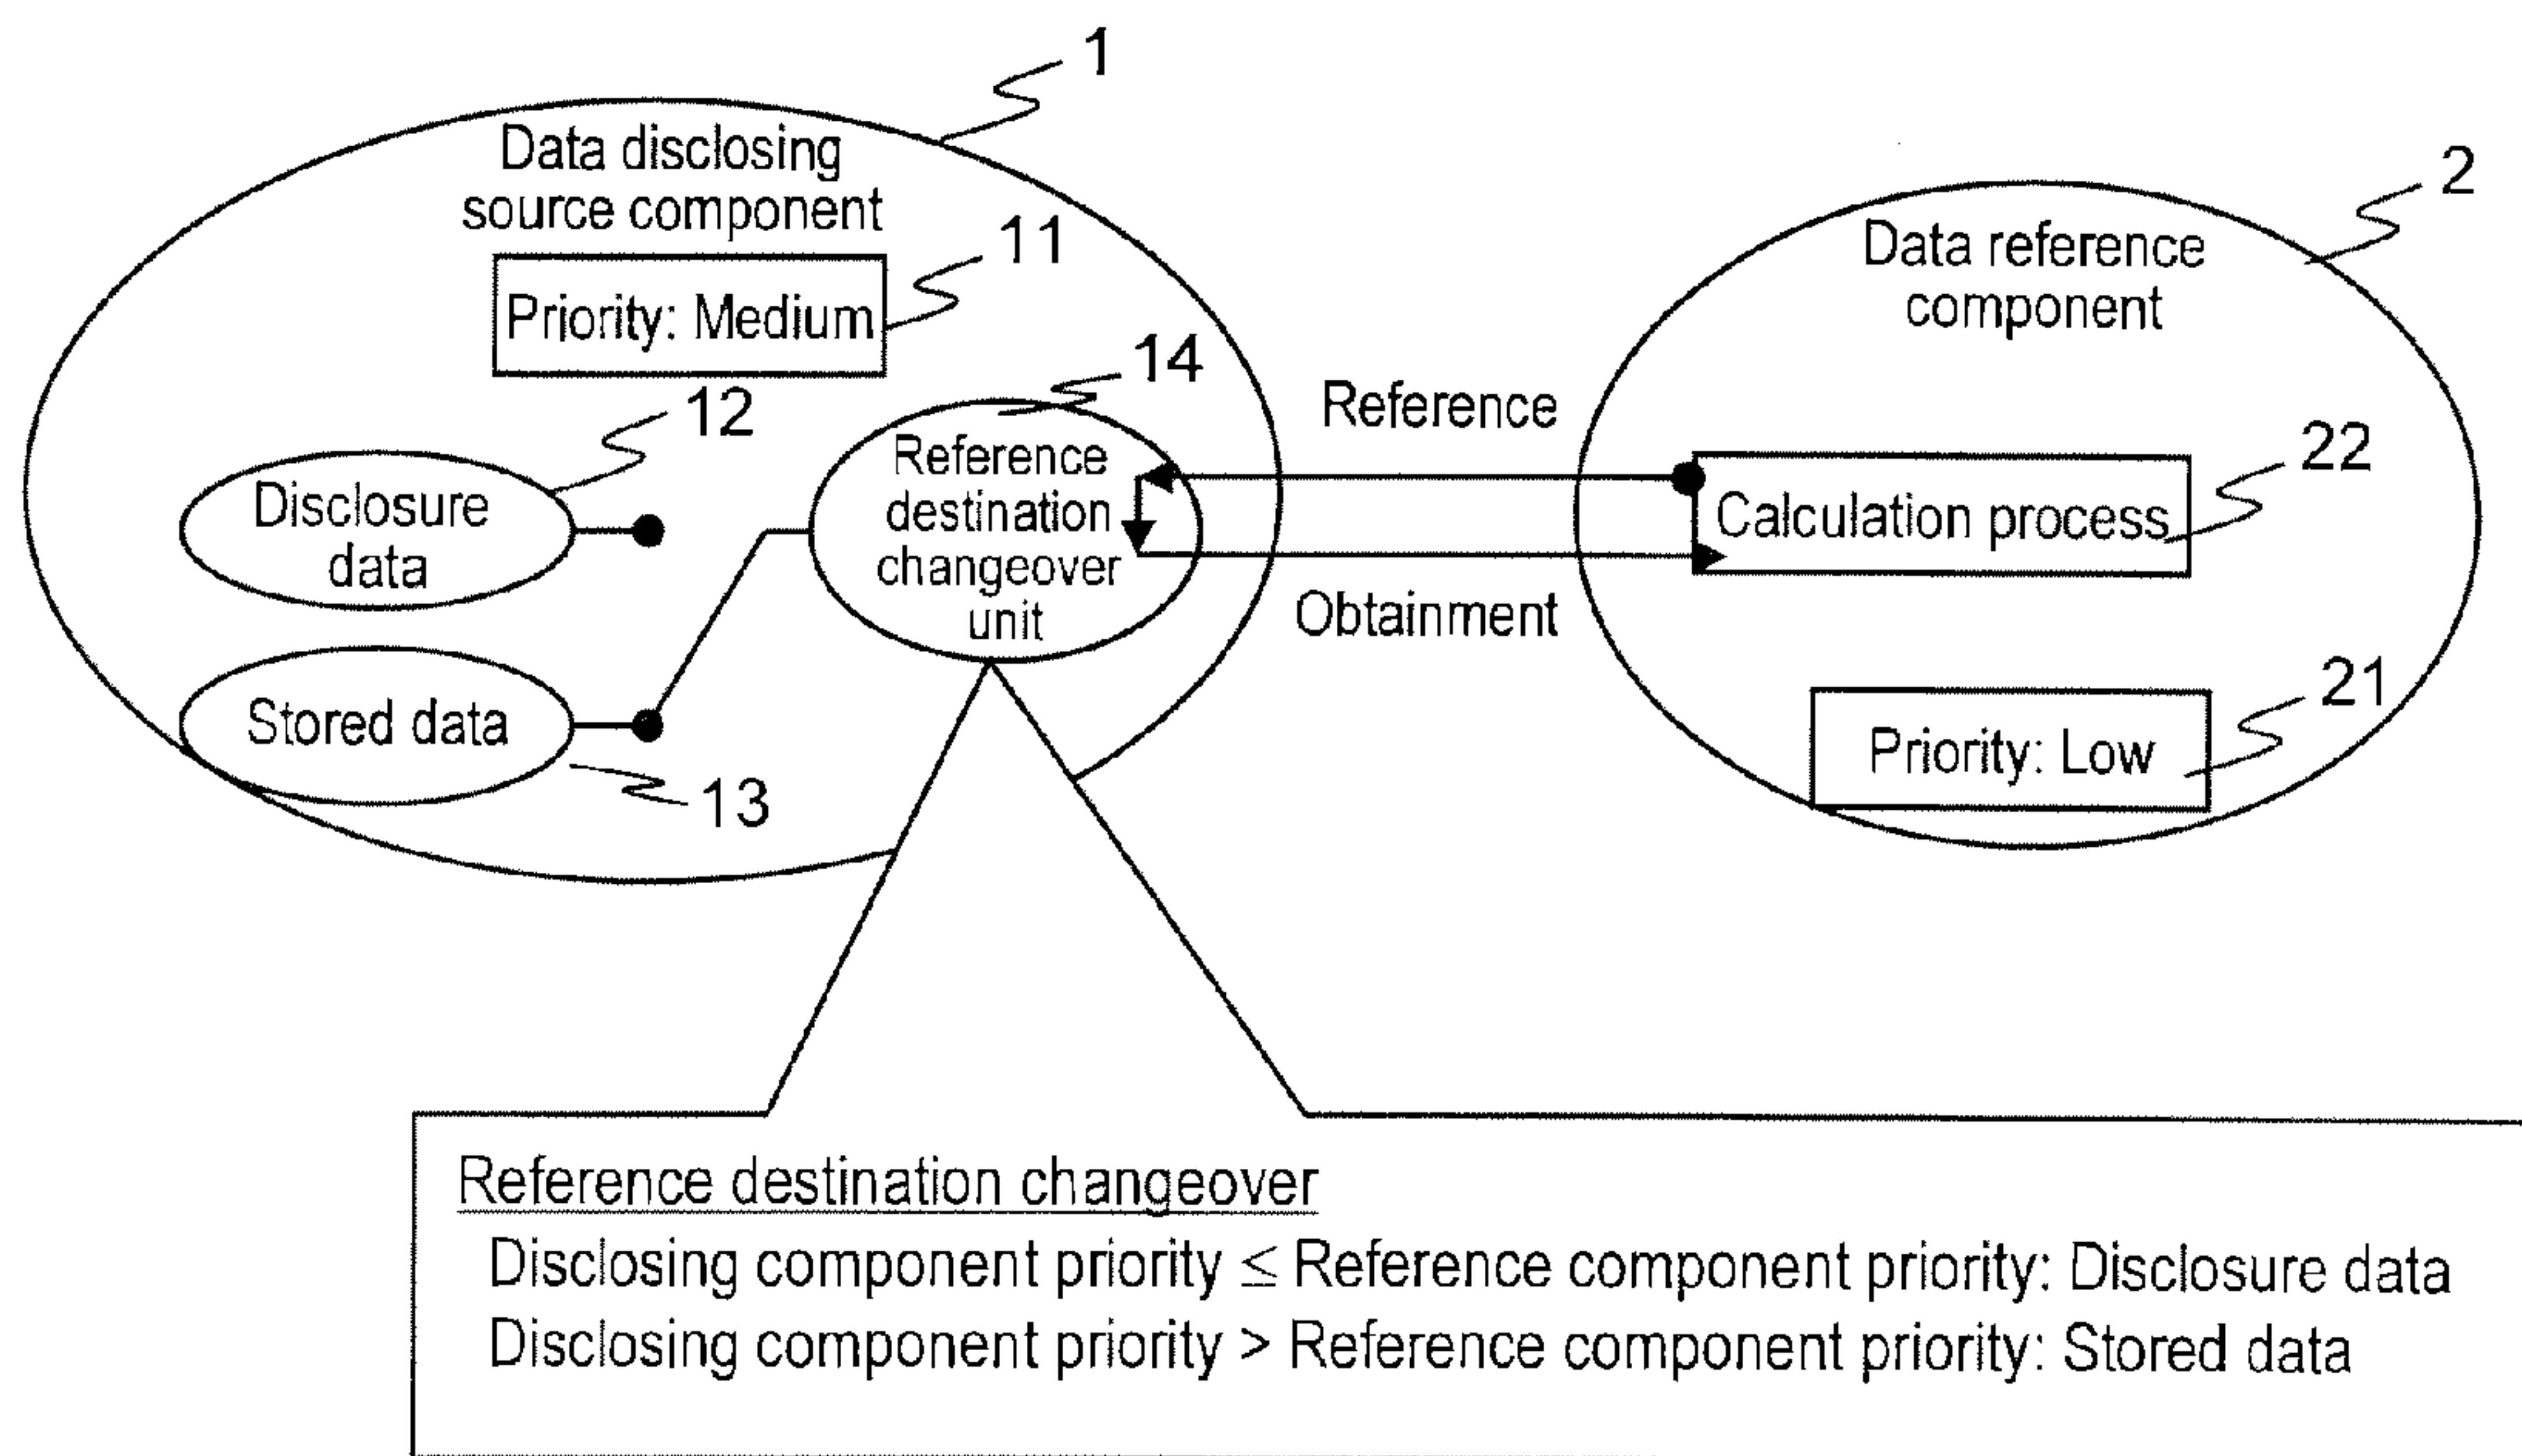 1
Data disclosing
source component
11
Priority: Medium
12
Disclosure
data
14
Reference
destination
changeover
unit
Stored data
13
Reference
Obtainment
2
Data reference
component
22
Calculation process
21
Priority: Low
Reference destination changeover
Disclosing component priority ≤ Reference component priority: Disclosure data
Disclosing component priority > Reference component priority: Stored data